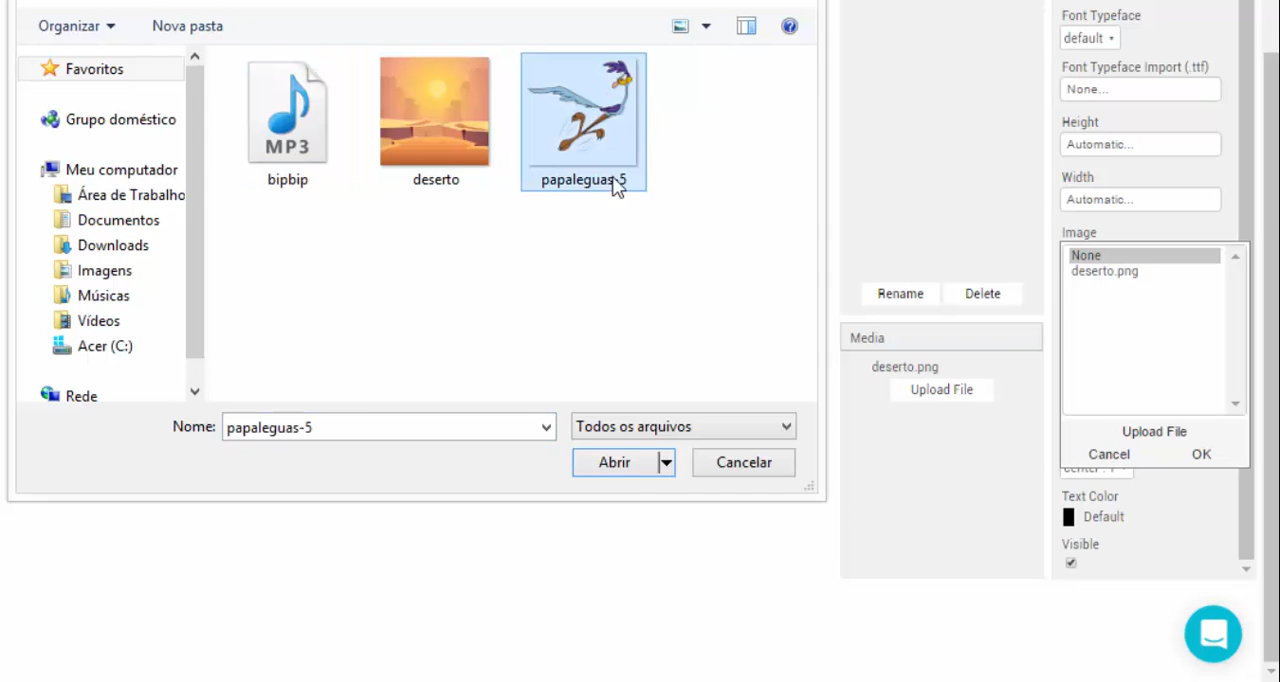 Organizar
Nova pasta
Favoritos
Grupo doméstico
Meu computador
Área de Trabalho
Documentos
Downloads
Imagens
Músicas
Vídeos
Acer (C:)
Rede
MP3
bipbip
deserto
papaleguas-5
Nome:
papaleguas-5
Todos os arquivos
Abrir
Cancelar
Rename
Delete
Media
deserto.png
Upload File
Font Typeface
default
Font Typeface Import (.ttf)
None...
Height
Automatic...
Width
Automatic...
Image
None
deserto.png
Upload File
Cancel
OK
center : 1
Text Color
Default
Visible